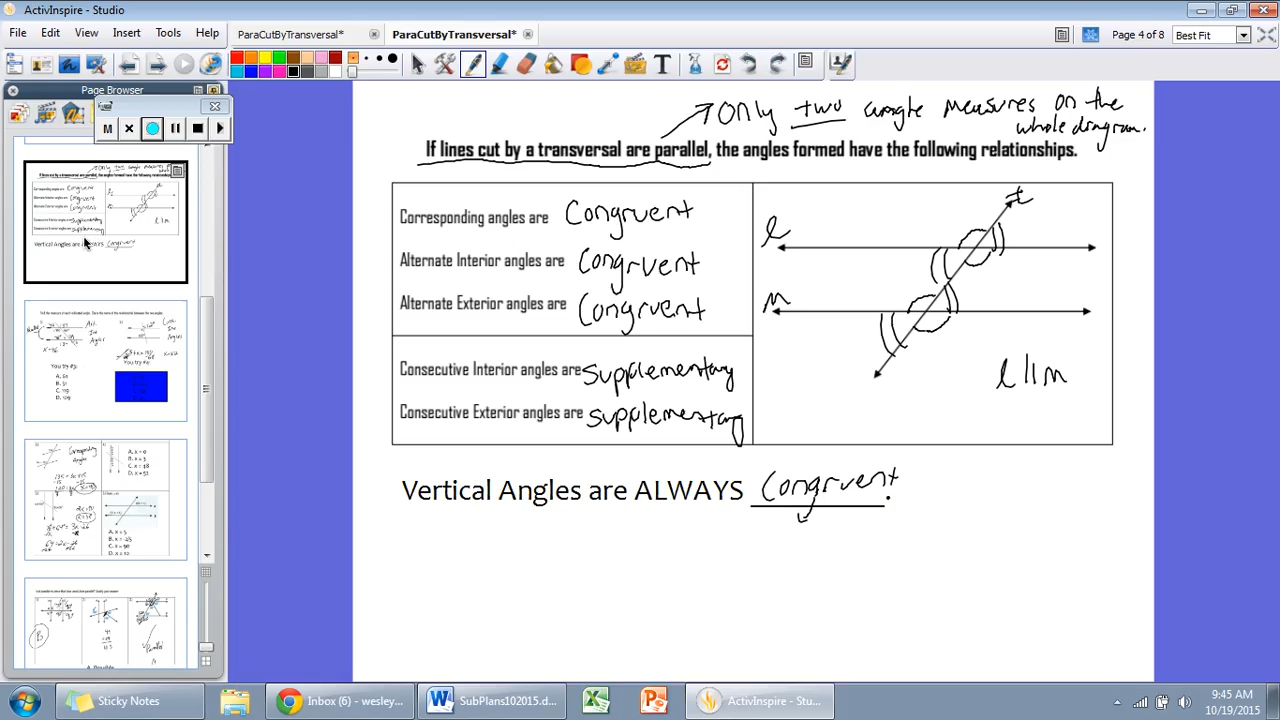 ActivInspire - Studio
File Edit View Insert Tools Help
ParaCutByTransversal*
ParaCutByTransversal*
Page 4 of 8
Best Fit
Page Browser
only two angle measures on the
whole diagram.
If lines cut by a transversal are parallel, the angles formed have the following relationships.
Corresponding angles are Congruent
Alternate Interior angles are Congruent
Alternate Exterior angles are Congruent
Consecutive Interior angles are supplementary
Consecutive Exterior angles are supplementary
t
l
m
l || m
Vertical Angles are ALWAYS Congruent.
Sticky Notes
Inbox (6) - wesley...
SubPlans102015.d...
ActivInspire - Stu...
9:45 AM
10/19/2015